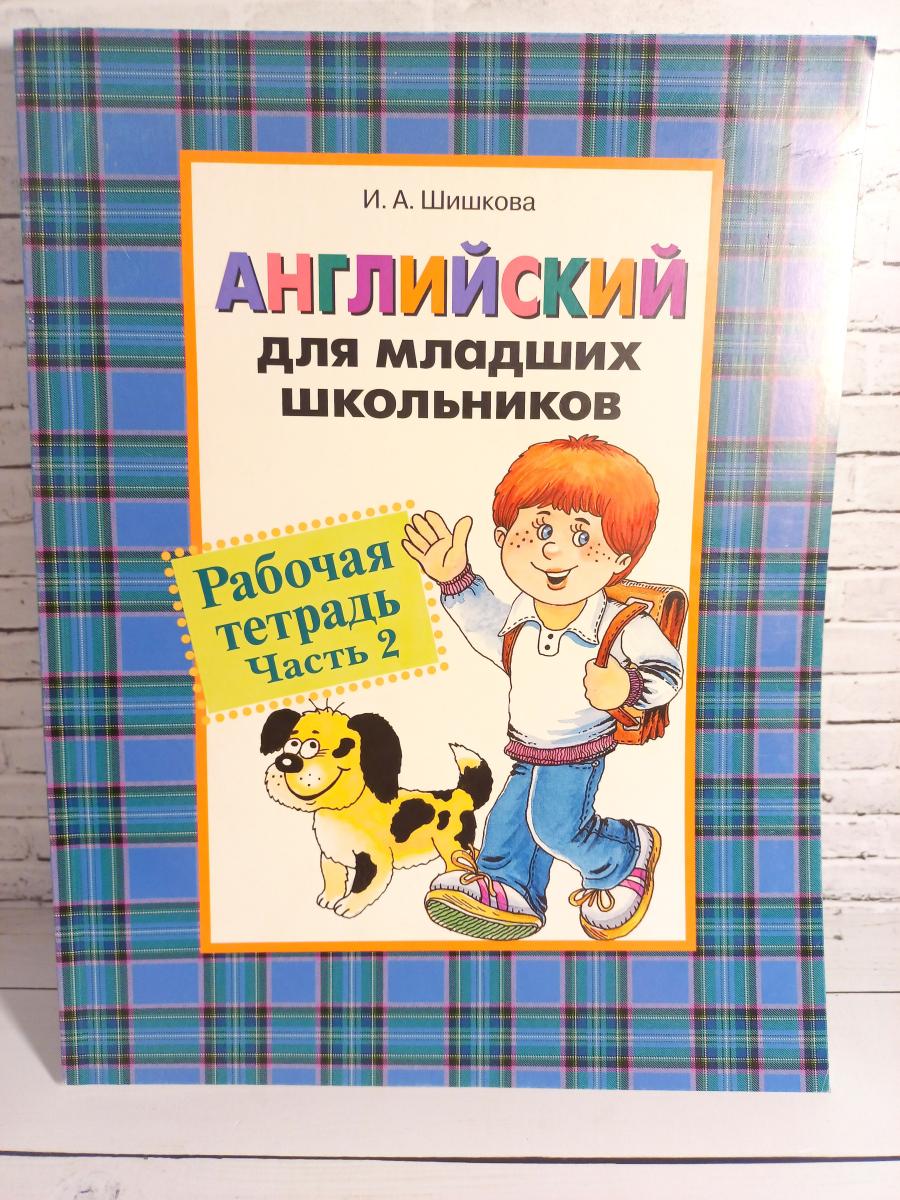 И. А. Шишкова
АНГЛИЙСКИЙ
для младших
школьников
Рабочая
тетрадь
Часть 2